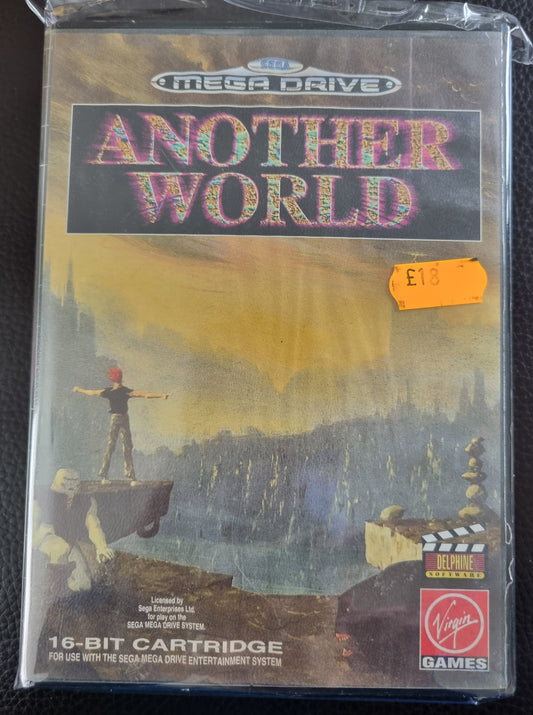 SEGA
MEGA DRIVE
ANOTHER
WORLD
£18
DELPHINE
SOFTWARE
Licensed by
Sega Enterprises Ltd.
for play on the
SEGA MEGA DRIVE SYSTEM.
Virgin
GAMES
16-BIT CARTRIDGE
FOR USE WITH THE SEGA MEGA DRIVE ENTERTAINMENT SYSTEM